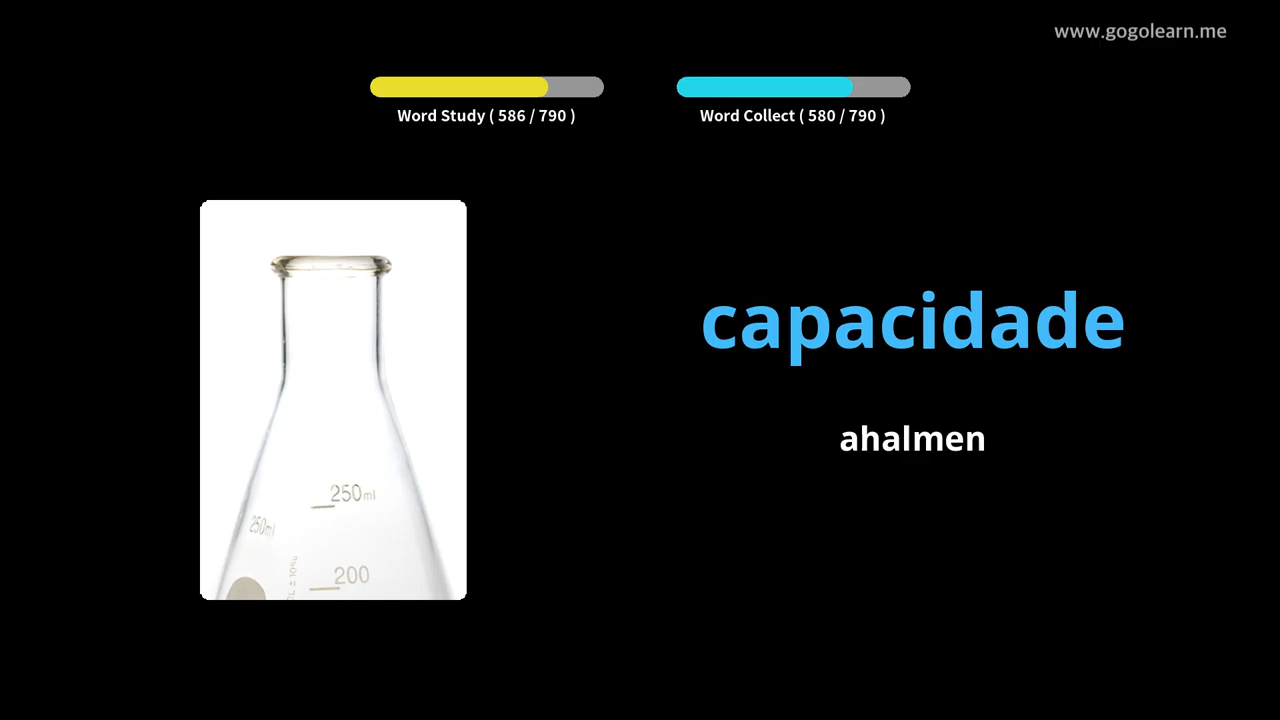 www.gogolearn.me
Word Study ( 586 / 790 )
Word Collect ( 580 / 790 )
capacidade
ahalmen
250ml
250ml
200